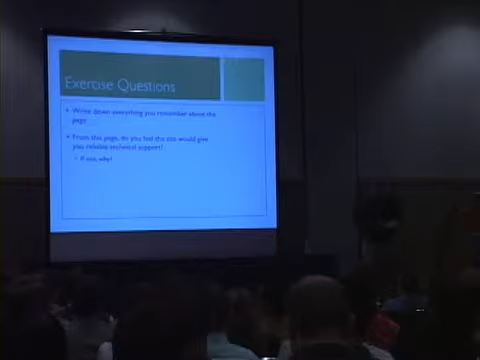 Exercise Questions
• Write down everything you remember about the
page
• From this page, do you feel the site would give
you reliable technical support?
• If not, why?